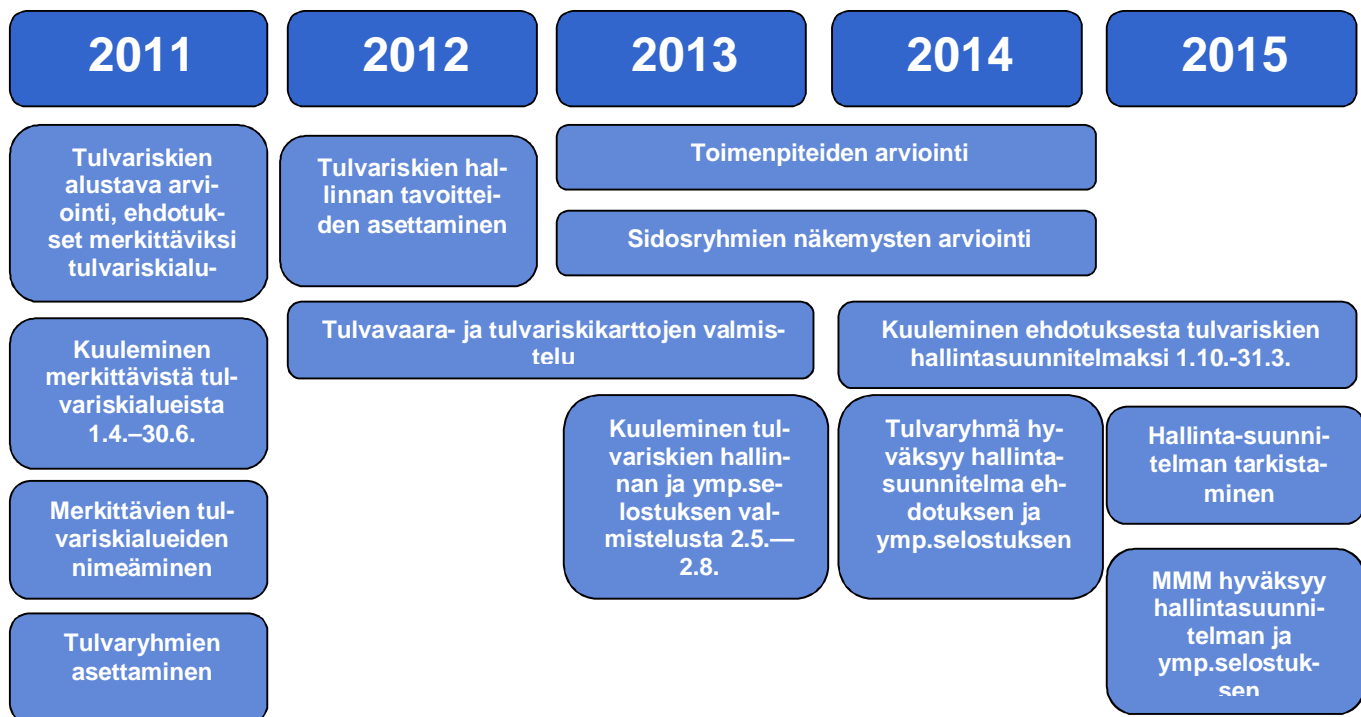 2011
2012
2013
2014
2015
Tulvariskien
alustava arvi-
ointi, ehdotuk-
set merkittäviksi
tulvariskialu-
Kuuleminen
merkittävistä tul-
variskialueista
1.4.–30.6.
Merkittävien tul-
variskialueiden
nimeäminen
Tulvaryhmien
asettaminen
Tulvariskien hal-
linnan tavoittei-
den asettaminen
Toimenpiteiden arviointi
Sidosryhmien näkemysten arviointi
Tulvavaara- ja tulvariskikarttojen valmis-
telu
Kuuleminen ehdotuksesta tulvariskien
hallintasuunnitelmaksi 1.10.-31.3.
Kuuleminen tul-
variskien hallin-
nan ja ymp.se-
lostuksen val-
mistelusta 2.5.—
2.8.
Tulvaryhmä hy-
väksyy hallinta-
suunnitelma eh-
dotuksen ja
ymp.selostuksen
Hallinta-suunni-
telman tarkista-
minen
MMM hyväksyy
hallintasuunni-
telman ja
ymp.selostuk-
sen